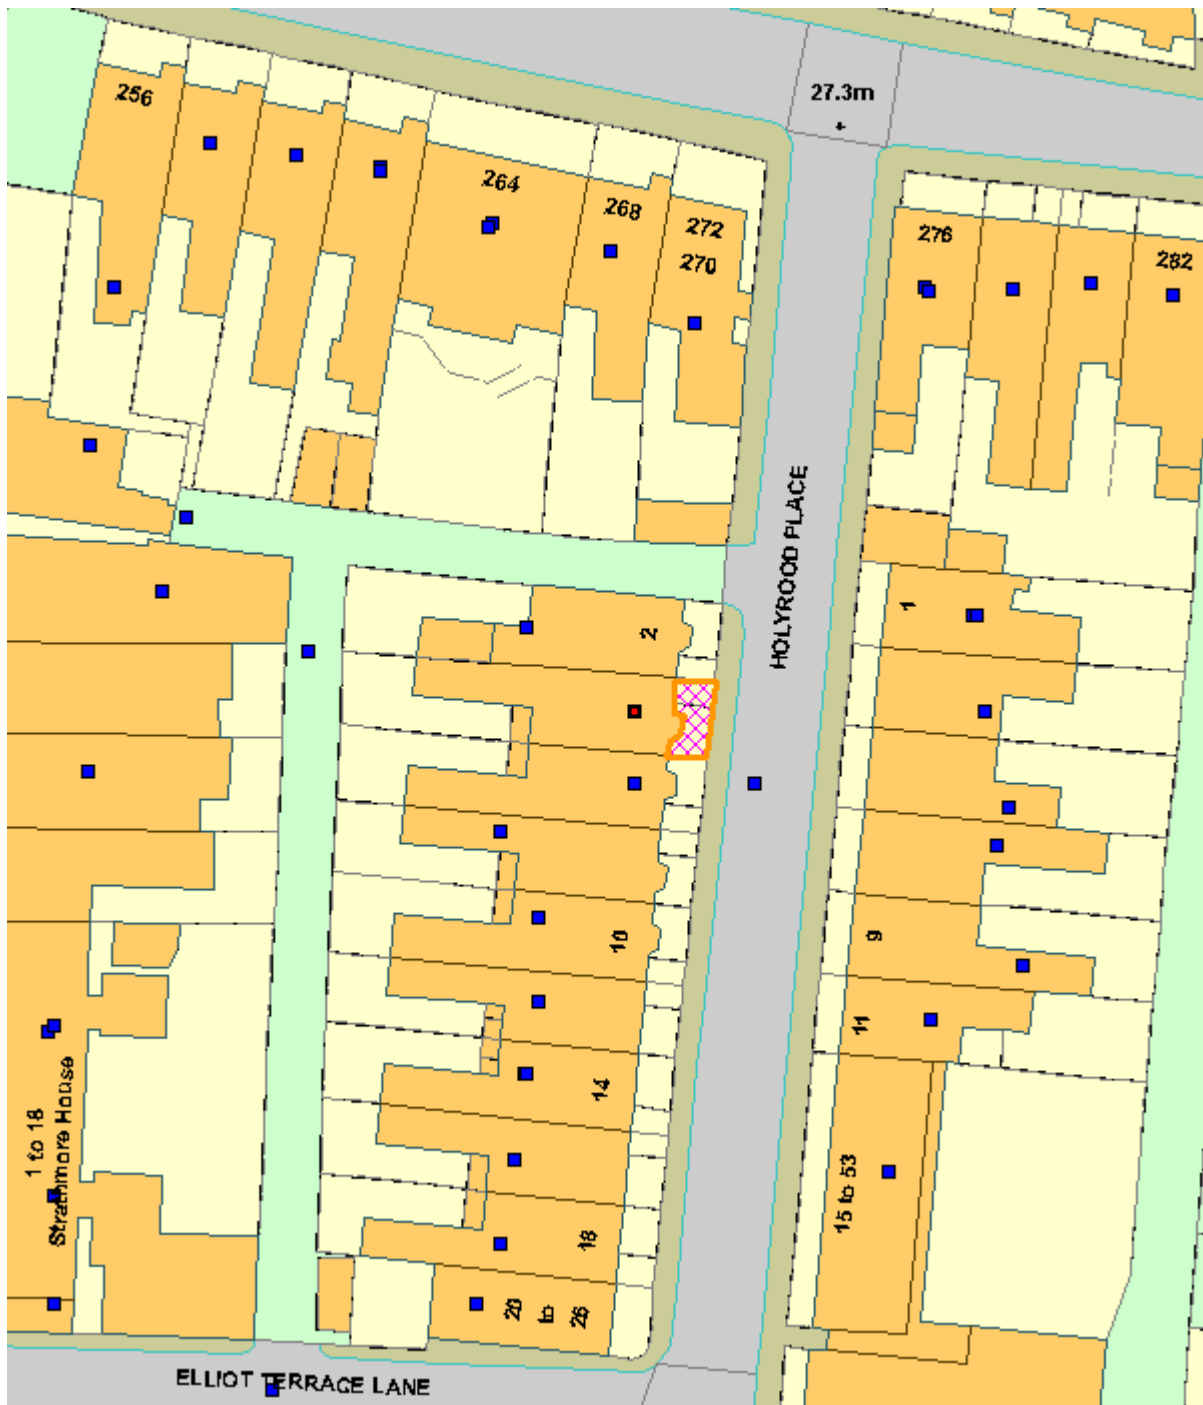 27.3m
256
264
268
272
270
276
282
HOLYROOD PLACE
1
2
9
10
11
14
15 to 53
1 to 18
Strathmore House
18
20
to
26
ELLIOT TERRACE LANE